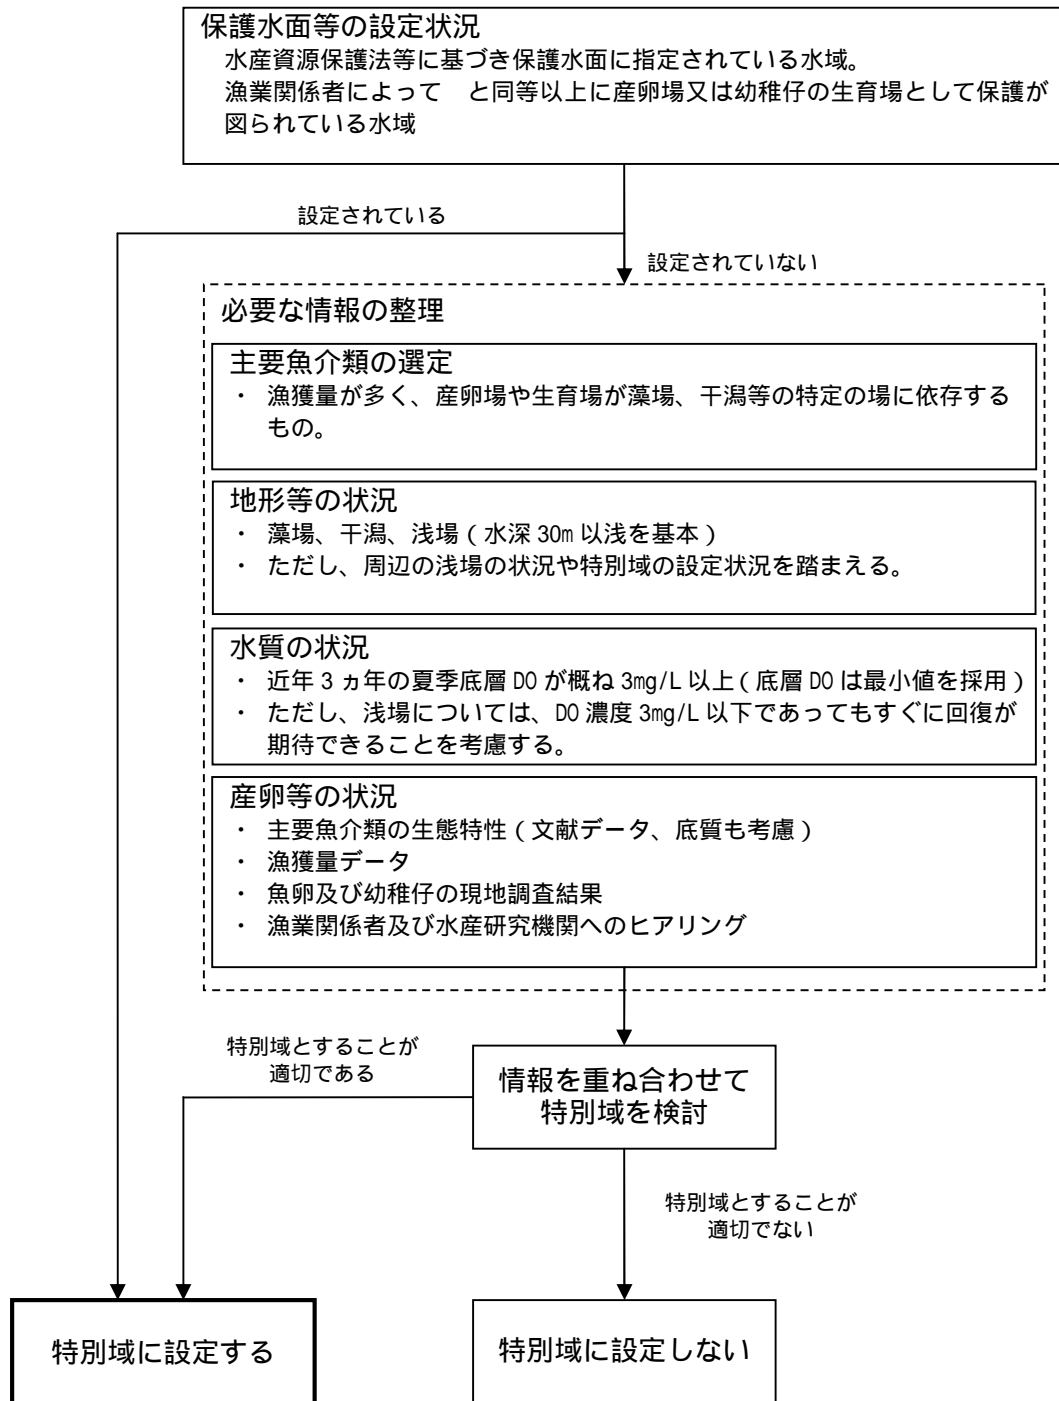 保護水面等の設定状況
水産資源保護法等に基づき保護水面に指定されている水域。
漁業関係者によって　と同等以上に産卵場又は幼稚仔の生育場として保護が
図られている水域
設定されている
設定されていない
必要な情報の整理
主要魚介類の選定
・ 漁獲量が多く、産卵場や生育場が藻場、干潟等の特定の場に依存する
もの。
地形等の状況
・ 藻場、干潟、浅場（水深 30m 以浅を基本）
・ ただし、周辺の浅場の状況や特別域の設定状況を踏まえる。
水質の状況
・ 近年 3 ヵ年の夏季底層 DO が概ね 3mg/L 以上（底層 DO は最小値を採用）
・ ただし、浅場については、DO 濃度 3mg/L 以下であってもすぐに回復が
期待できることを考慮する。
産卵等の状況
・ 主要魚介類の生態特性（文献データ、底質も考慮）
・ 漁獲量データ
・ 魚卵及び幼稚仔の現地調査結果
・ 漁業関係者及び水産研究機関へのヒアリング
特別域とすることが
適切である
情報を重ね合わせて
特別域を検討
特別域とすることが
適切でない
特別域に設定する
特別域に設定しない